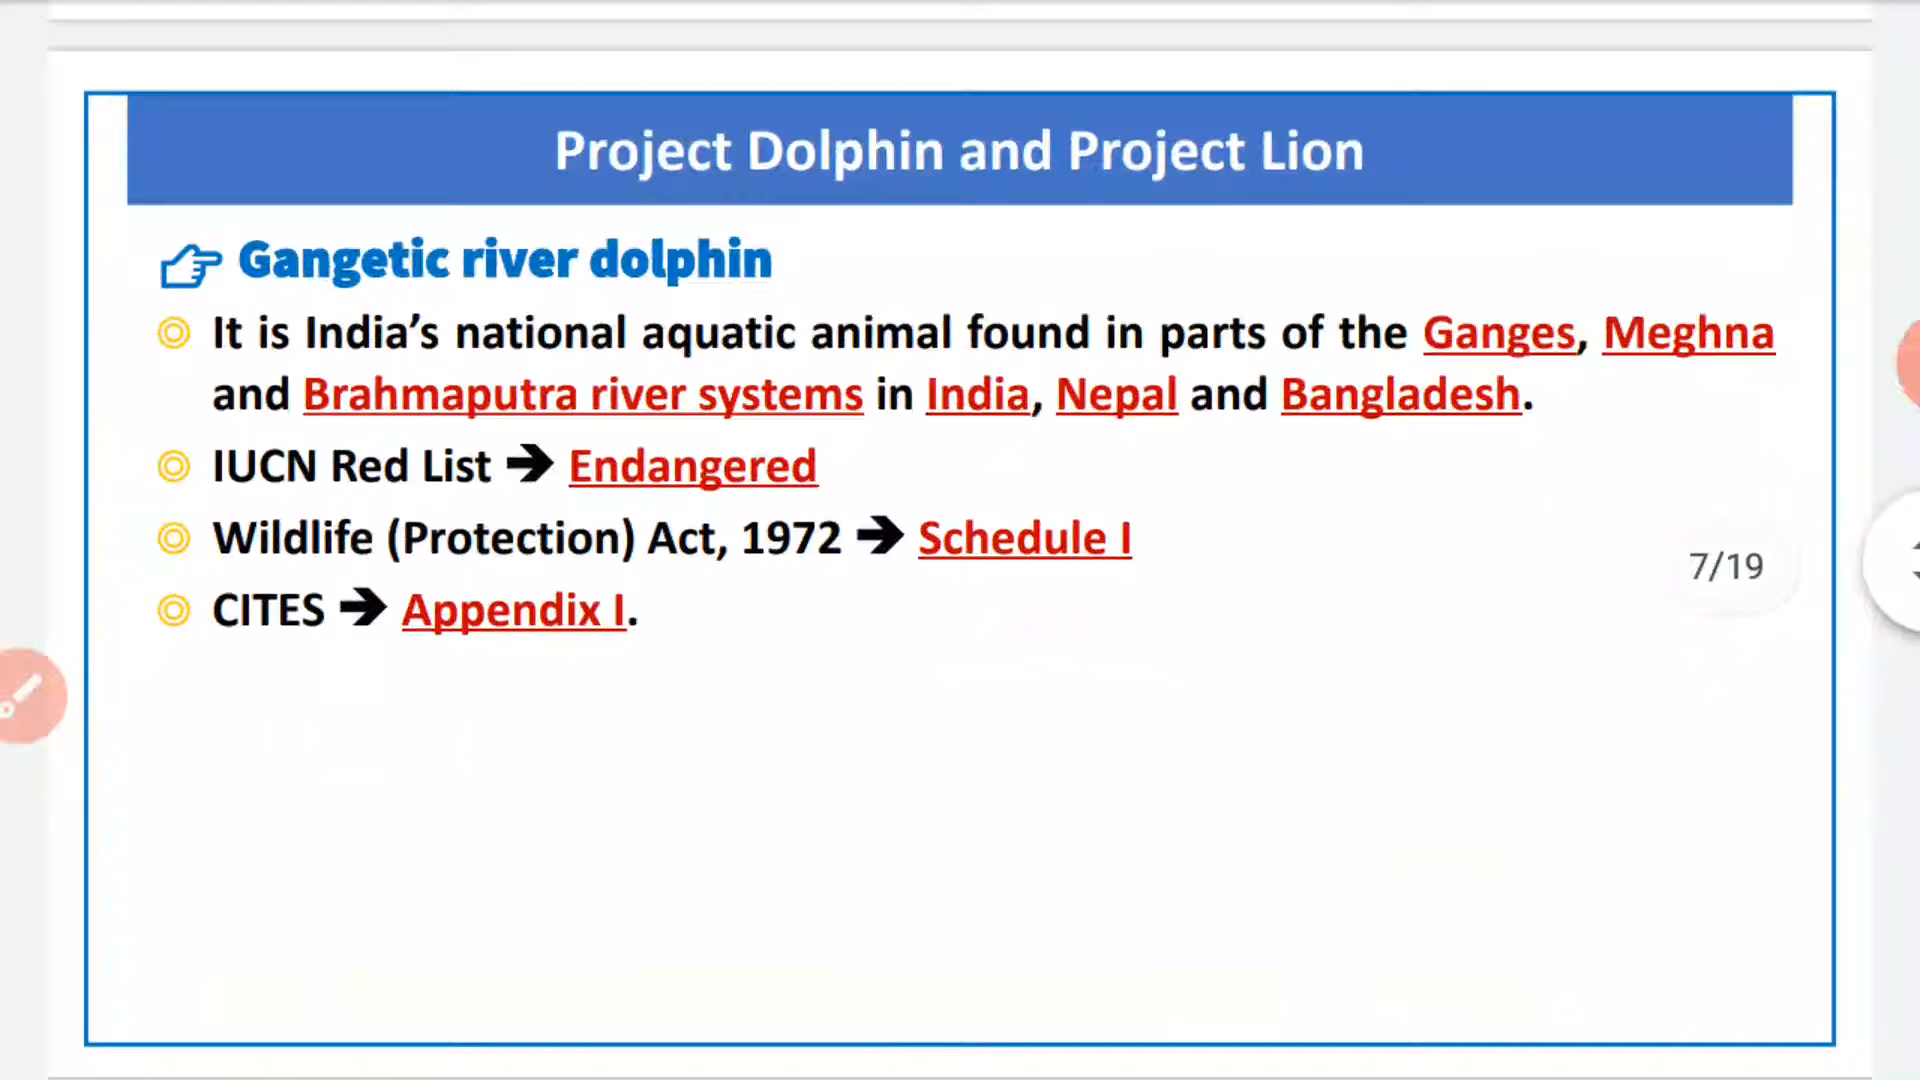 Project Dolphin and Project Lion
Gangetic river dolphin
It is India’s national aquatic animal found in parts of the Ganges, Meghna
and Brahmaputra river systems in India, Nepal and Bangladesh.
IUCN Red List ➔ Endangered
Wildlife (Protection) Act, 1972 ➔ Schedule I
7/19
CITES ➔ Appendix I.